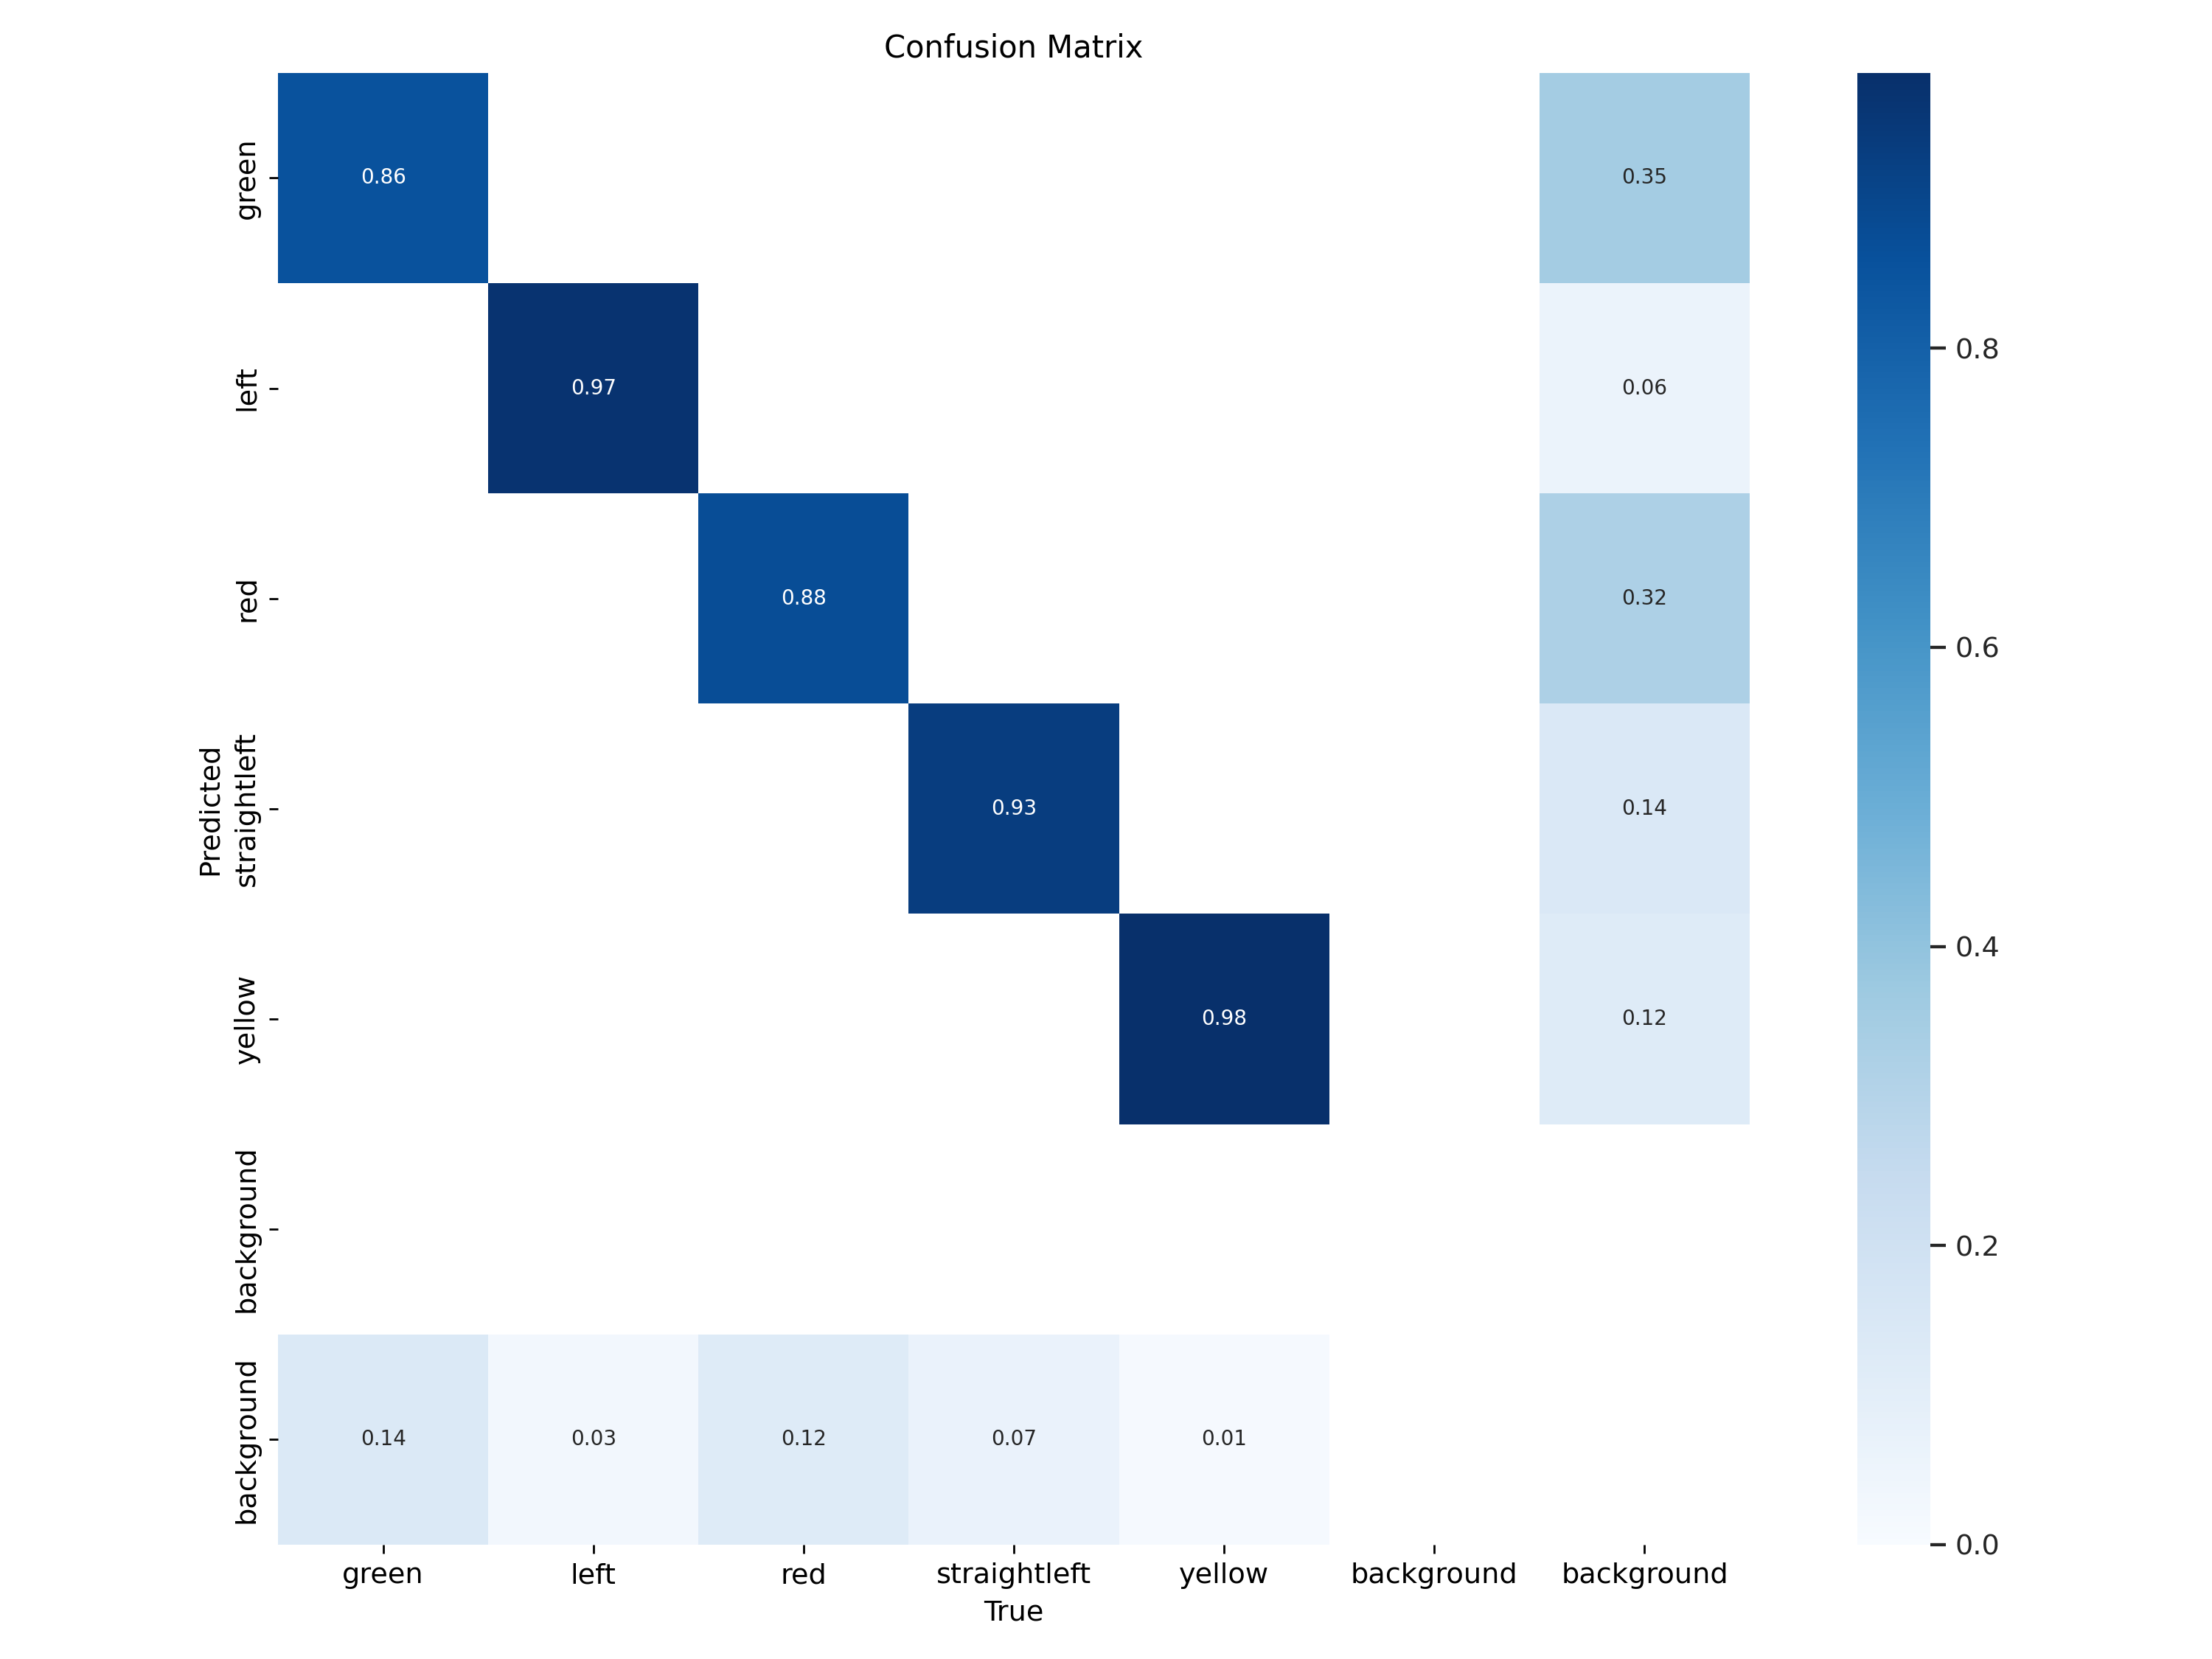 Confusion Matrix
green
0.86
0.35
left
0.97
0.06
0.8
red
0.88
0.32
0.6
Predicted
straightleft
0.93
0.14
0.4
yellow
0.98
0.12
background
0.2
background
0.14
0.03
0.12
0.07
0.01
0.0
green left red straightleft yellow background background
True